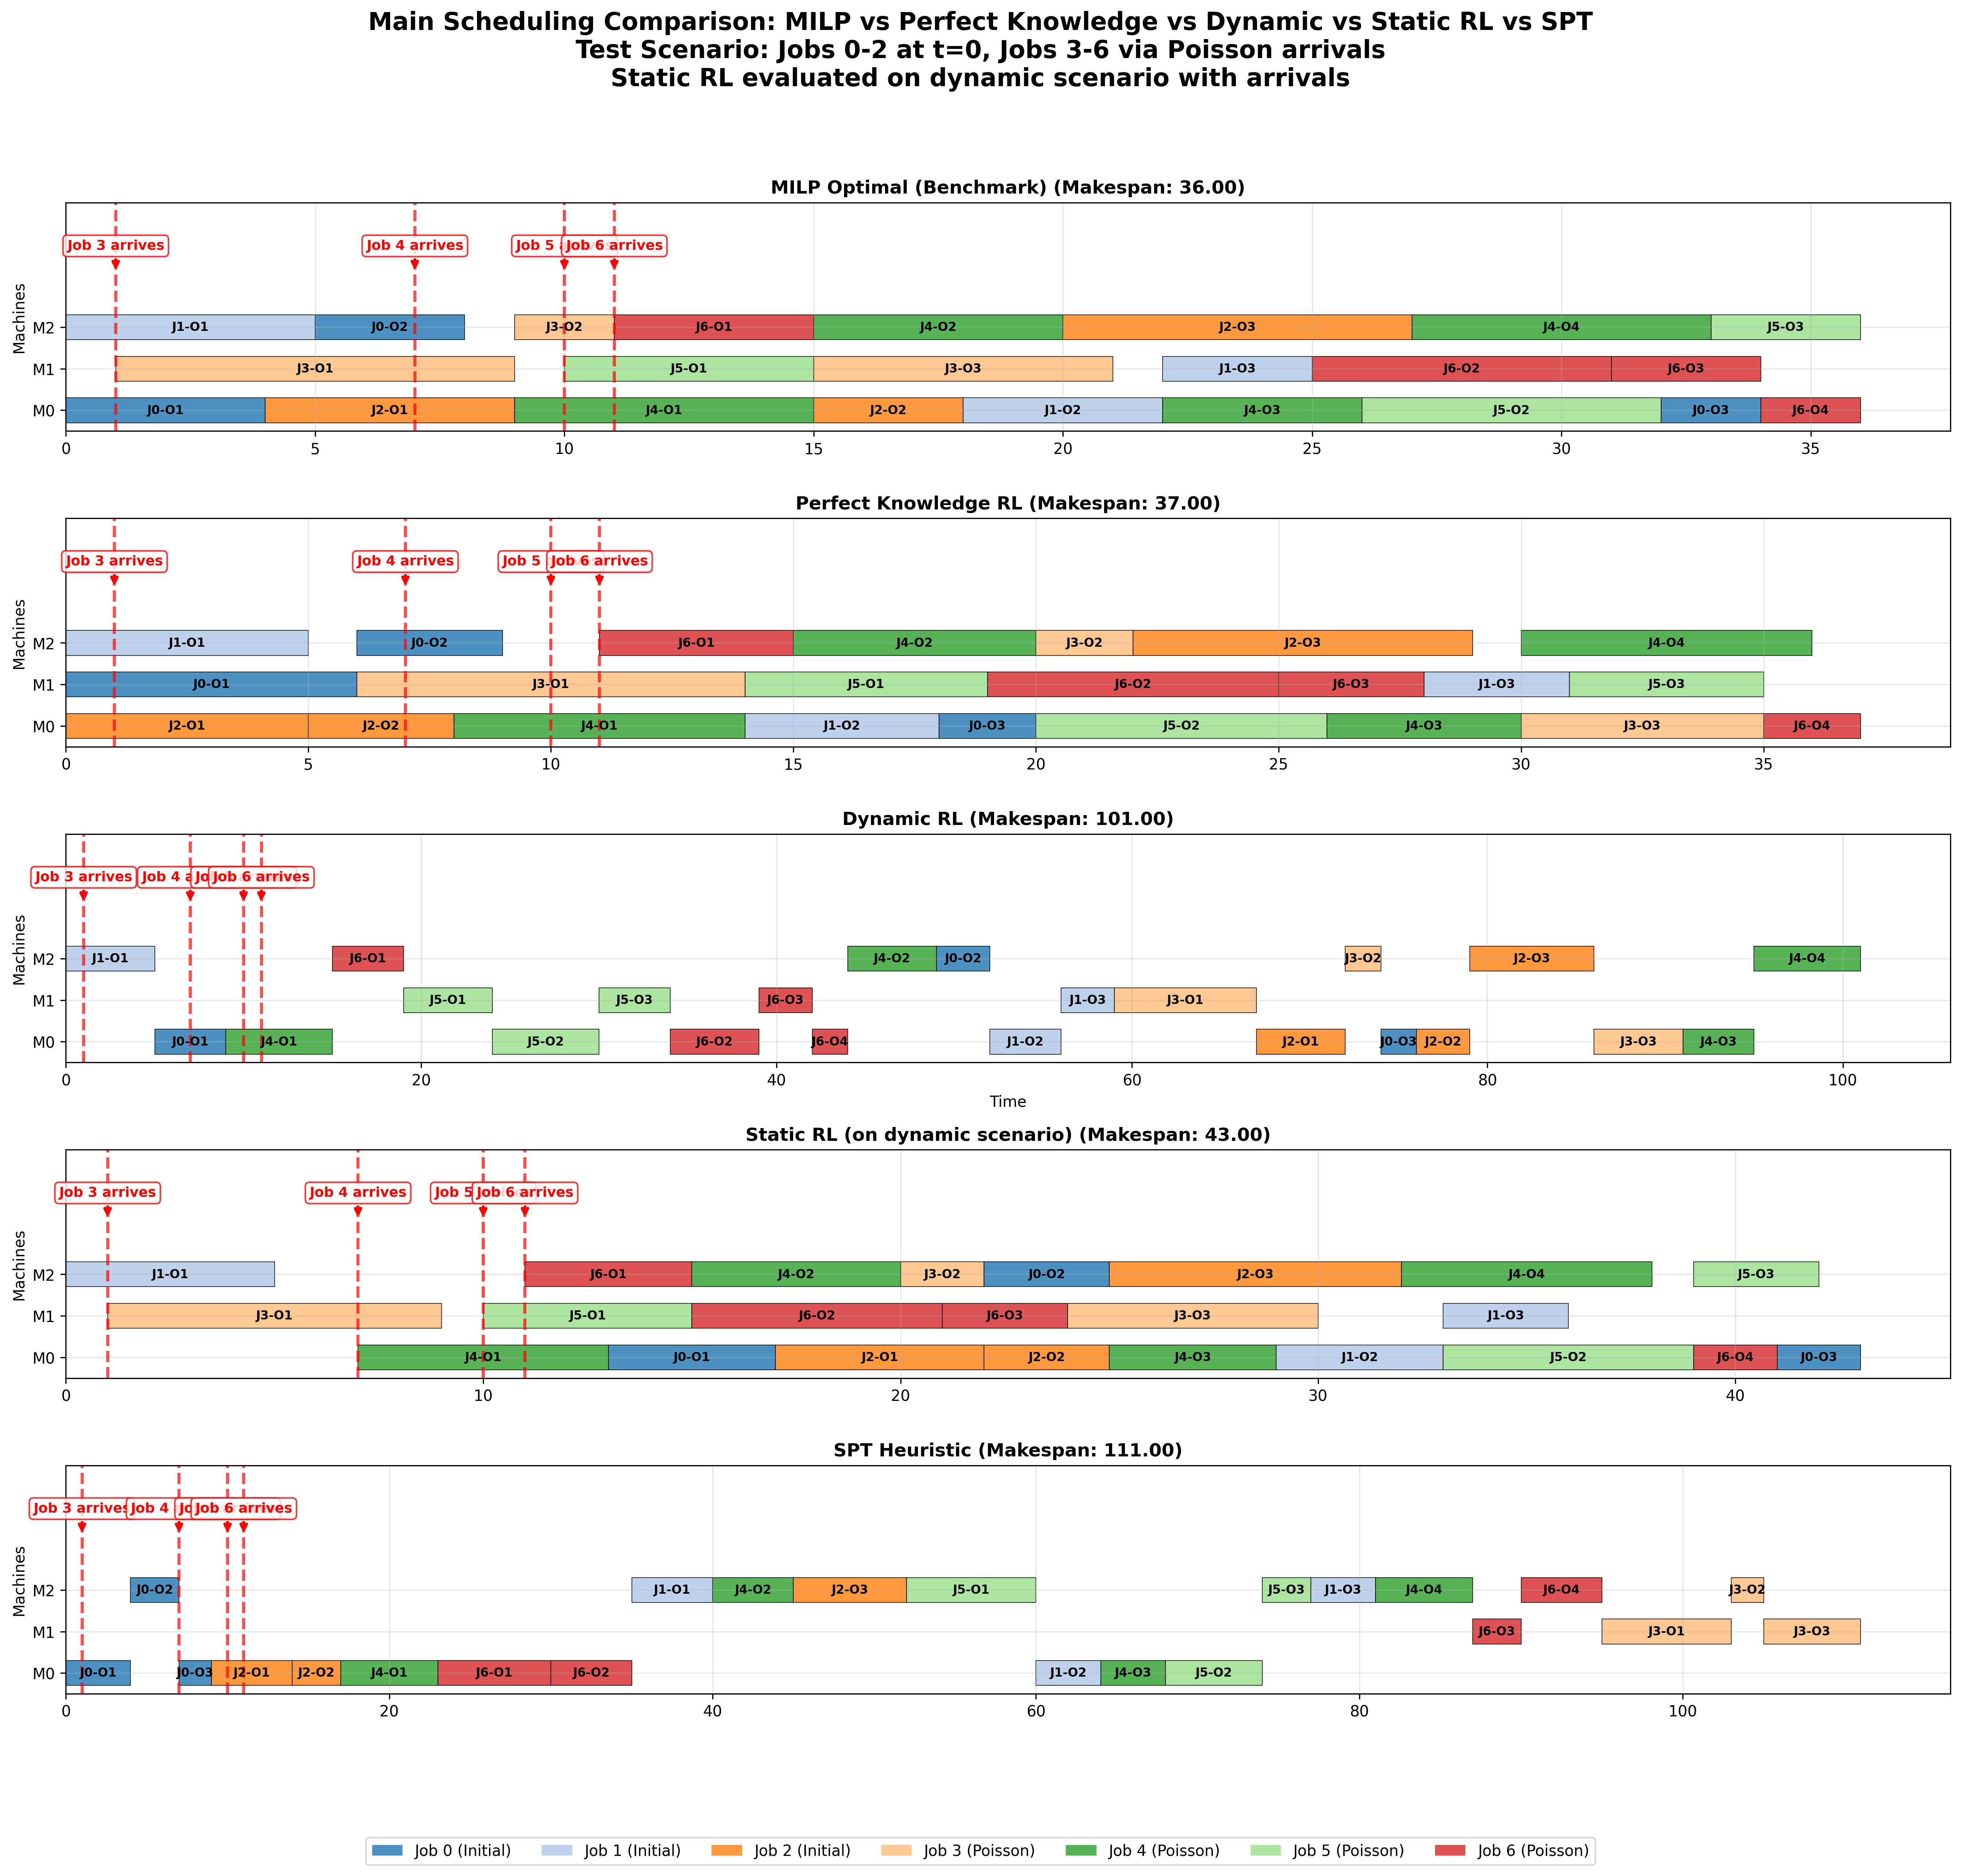 Main Scheduling Comparison: MILP vs Perfect Knowledge vs Dynamic vs Static RL vs SPT
Test Scenario: Jobs 0-2 at t=0, Jobs 3-6 via Poisson arrivals
Static RL evaluated on dynamic scenario with arrivals
MILP Optimal (Benchmark) (Makespan: 36.00)
Job 3 arrives Job 4 arrives Job 5 Job 6 arrives
Machines
M2 J1-O1 J0-O2 J3-O2 J6-O1 J4-O2 J2-O3 J4-O4 J5-O3
M1 J3-O1 J5-O1 J3-O3 J1-O3 J6-O2 J6-O3
M0 J0-O1 J2-O1 J4-O1 J2-O2 J1-O2 J4-O3 J5-O2 J0-O3 J6-O4
0 5 10 15 20 25 30 35
Perfect Knowledge RL (Makespan: 37.00)
Job 3 arrives Job 4 arrives Job 5 Job 6 arrives
Machines
M2 J1-O1 J0-O2 J6-O1 J4-O2 J3-O2 J2-O3 J4-O4
M1 J0-O1 J3-O1 J5-O1 J6-O2 J6-O3 J1-O3 J5-O3
M0 J2-O1 J2-O2 J4-O1 J1-O2 J0-O3 J5-O2 J4-O3 J3-O3 J6-O4
0 5 10 15 20 25 30 35
Dynamic RL (Makespan: 101.00)
Job 3 arrives Job 4 Job 6 arrives
Machines
M2 J1-O1 J6-O1 J4-O2 J0-O2 J3-O2 J2-O3 J4-O4
M1 J5-O1 J5-O3 J6-O3 J1-O3 J3-O1
M0 J0-O1 J4-O1 J5-O2 J6-O2 J6-O4 J1-O2 J2-O1 J0-O3 J2-O2 J3-O3 J4-O3
0 20 40 60 80 100
Time
Static RL (on dynamic scenario) (Makespan: 43.00)
Job 3 arrives Job 4 arrives Job 5 Job 6 arrives
Machines
M2 J1-O1 J6-O1 J4-O2 J3-O2 J0-O2 J2-O3 J4-O4 J5-O3
M1 J3-O1 J5-O1 J6-O2 J6-O3 J3-O3 J1-O3
M0 J4-O1 J0-O1 J2-O1 J2-O2 J4-O3 J1-O2 J5-O2 J6-O4 J0-O3
0 10 20 30 40
SPT Heuristic (Makespan: 111.00)
Job 3 arrives Job 4 Job 6 arrives
Machines
M2 J0-O2 J1-O1 J4-O2 J2-O3 J5-O1 J5-O3 J1-O3 J4-O4 J6-O4 J3-O2
M1 J6-O3 J3-O1 J3-O3
M0 J0-O1 J0-O3 J2-O1 J2-O2 J4-O1 J6-O1 J6-O2 J1-O2 J4-O3 J5-O2
0 20 40 60 80 100
Job 0 (Initial) Job 1 (Initial) Job 2 (Initial) Job 3 (Poisson) Job 4 (Poisson) Job 5 (Poisson) Job 6 (Poisson)